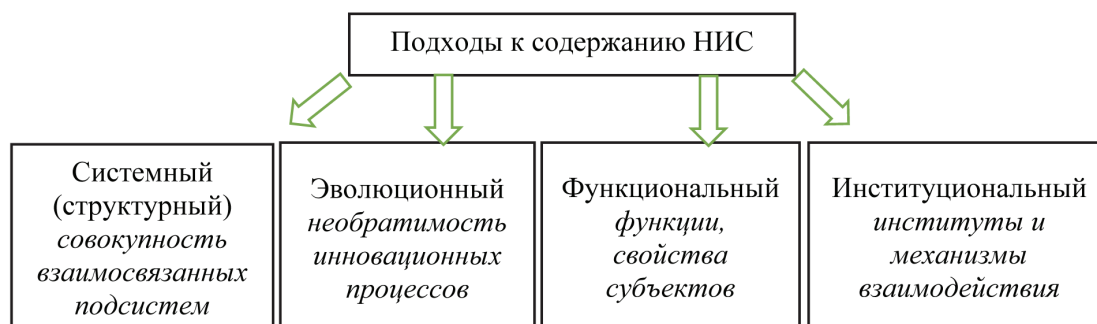 Подходы к содержанию НИС
Системный
(структурный)
совокупность
взаимосвязанных
подсистем
Эволюционный
необратимость
инновационных
процессов
Функциональный
функции,
свойства
субъектов
Институциональный
институты и
механизмы
взаимодействия